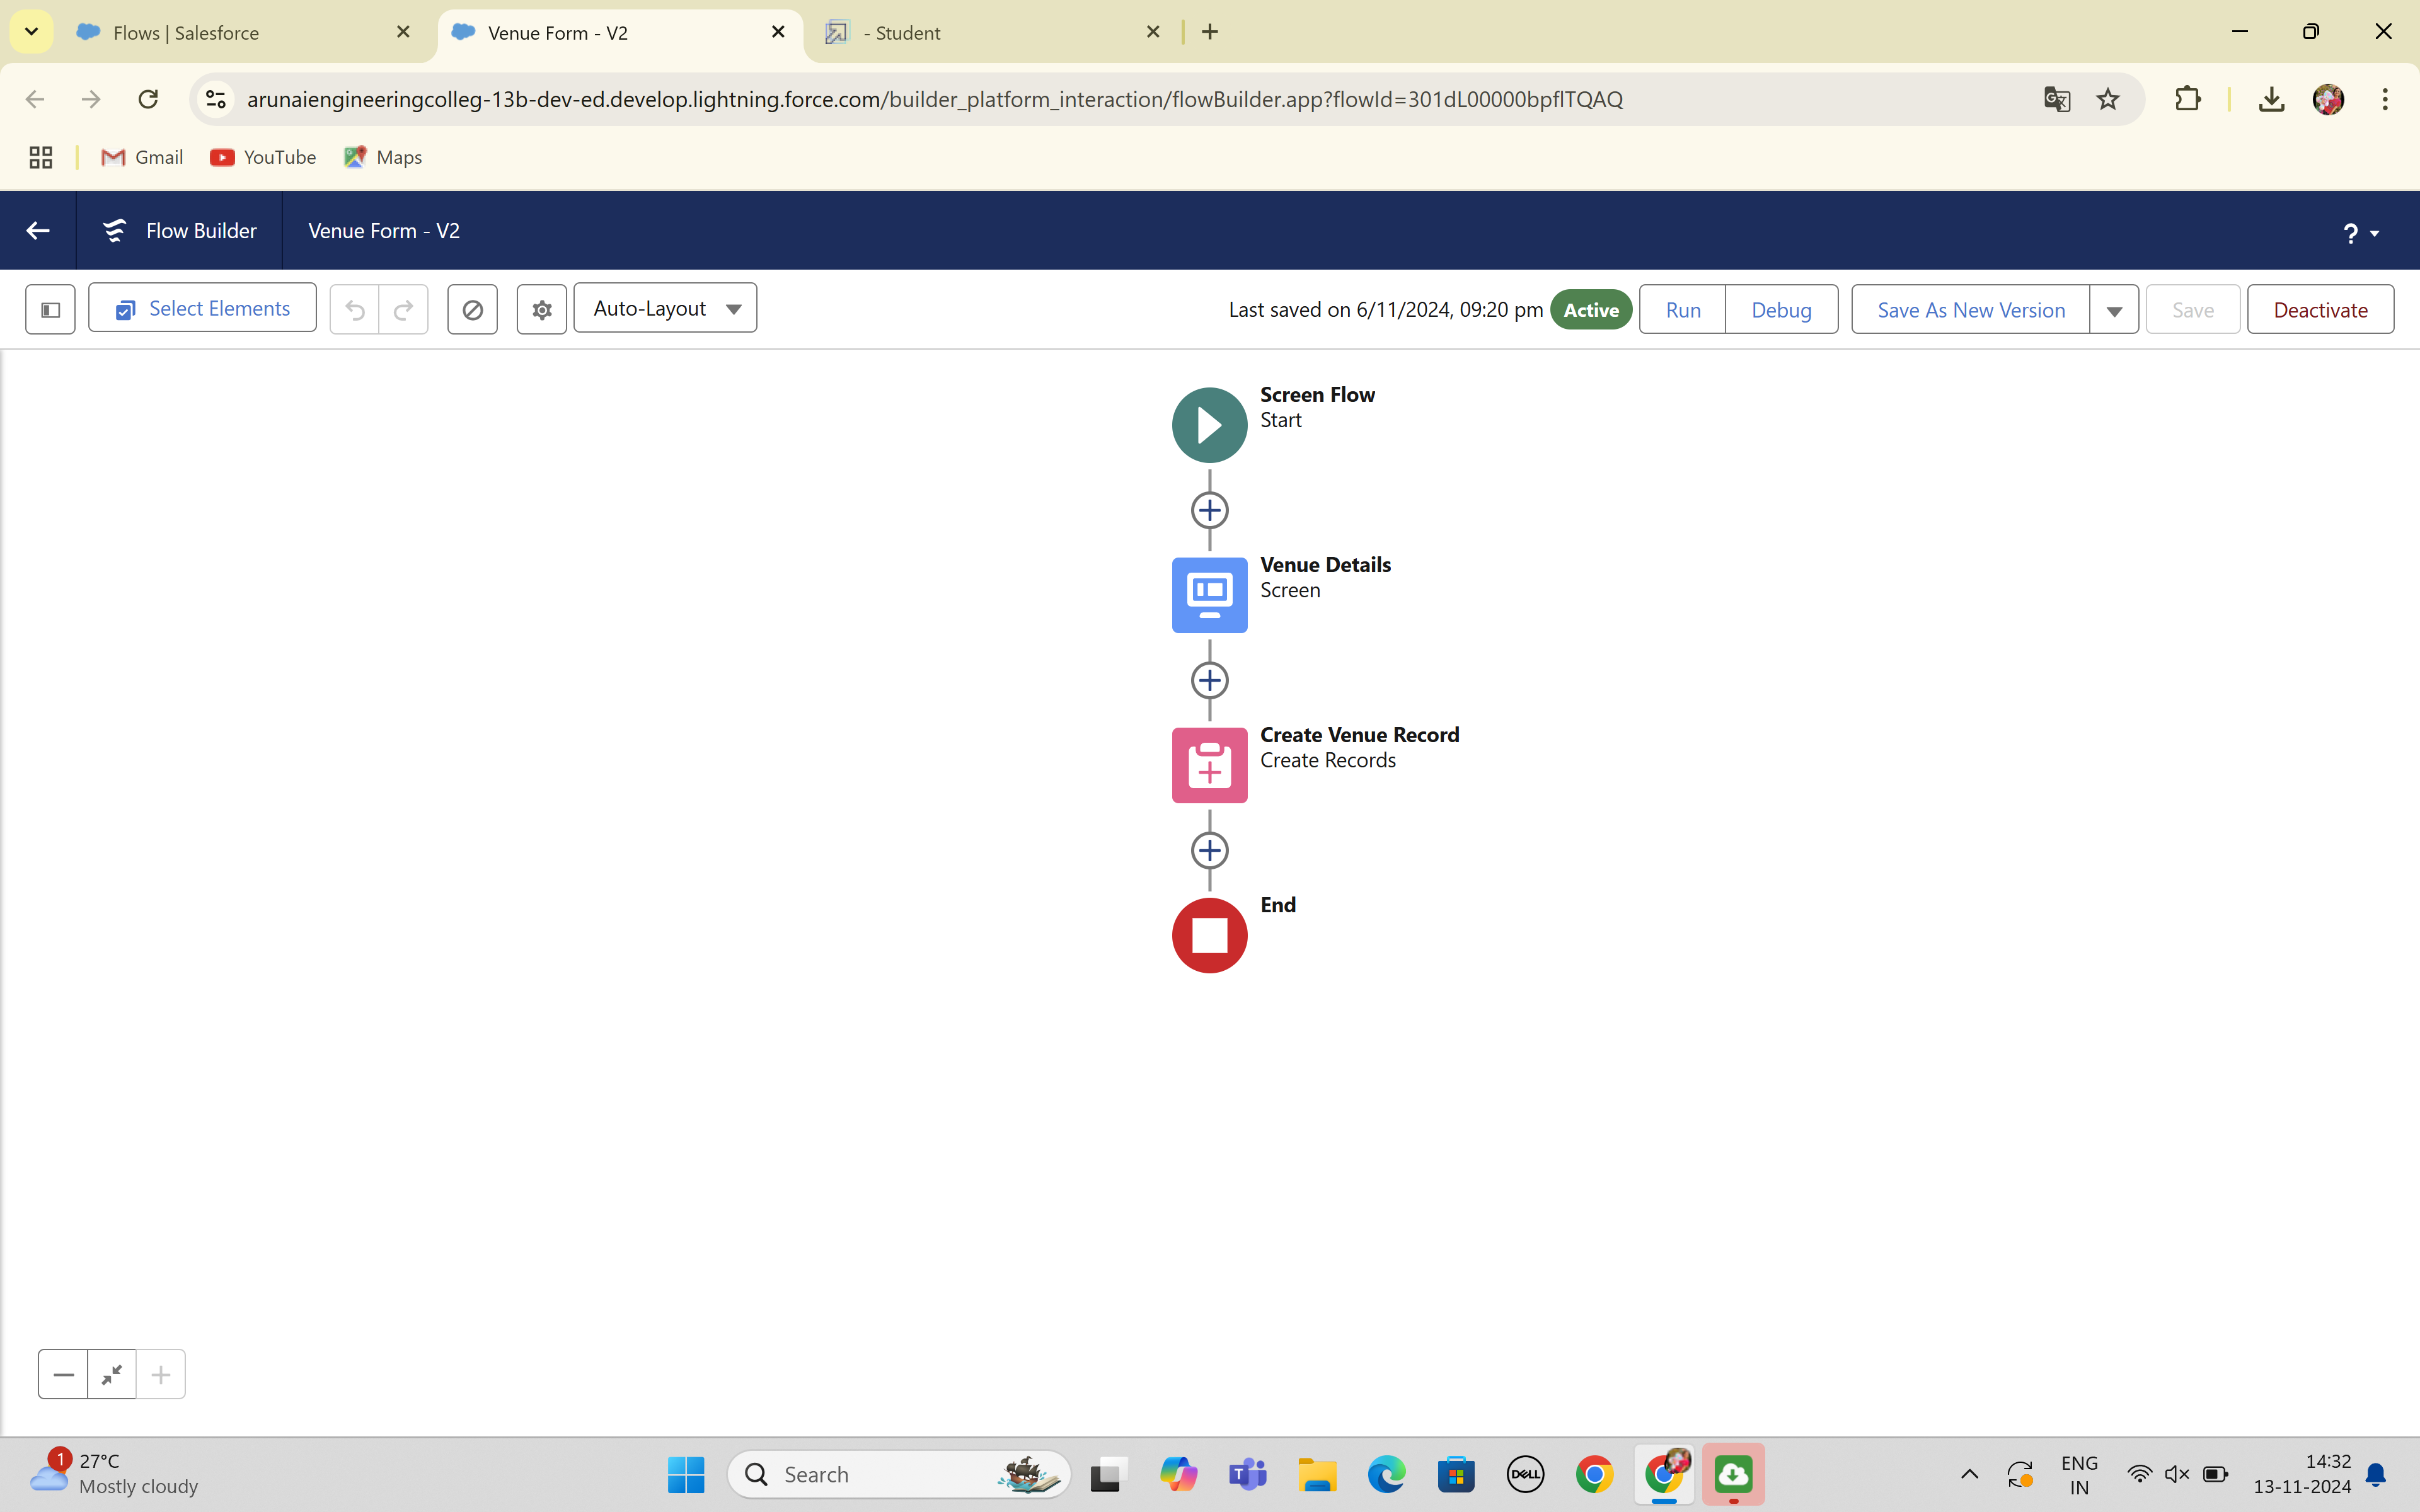 Flows | Salesforce
Venue Form - V2
- Student
arunaiengineeringcolleg-13b-dev-ed.develop.lightning.force.com/builder_platform_interaction/flowBuilder.app?flowId=301dL00000bpflTQAQ
Gmail
YouTube
Maps
Flow Builder
Venue Form - V2
?
Select Elements
Auto-Layout
Last saved on 6/11/2024, 09:20 pm
Active
Run
Debug
Save As New Version
Save
Deactivate
Screen Flow
Start
Venue Details
Screen
Create Venue Record
Create Records
End
1
27°C
Mostly cloudy
Search
T
DELL
ENG
IN
14:32
13-11-2024